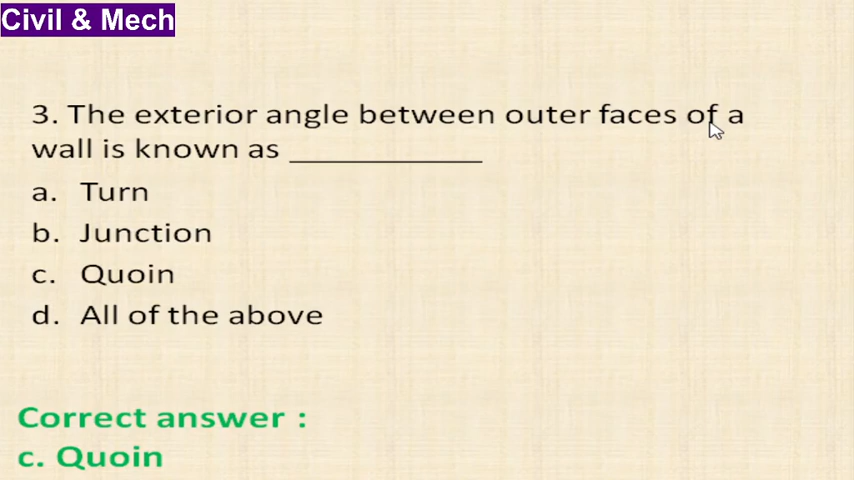 Civil & Mech
3. The exterior angle between outer faces of a
wall is known as ______________
a. Turn
b. Junction
c. Quoin
d. All of the above
Correct answer :
c. Quoin